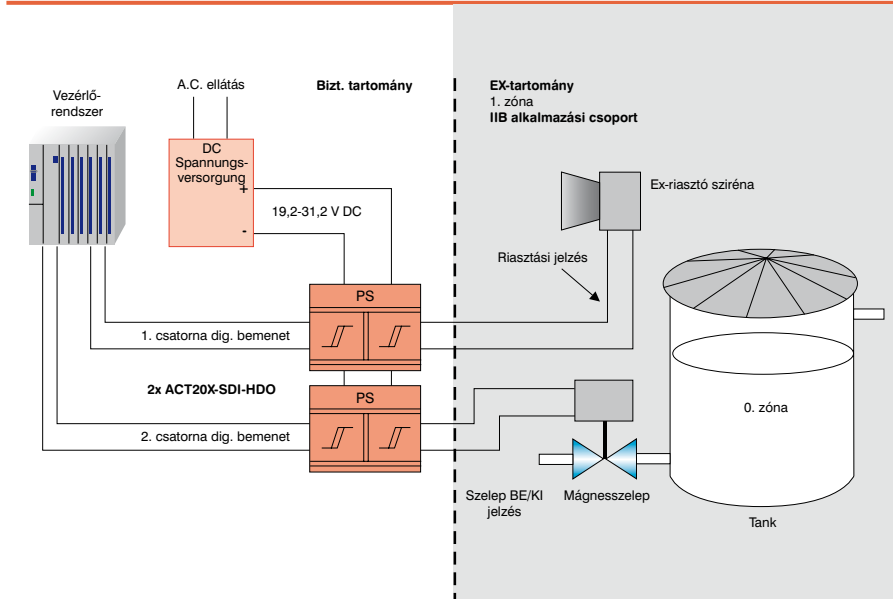 A.C. ellátás
Bizt. tartomány
EX-tartomány
1. zóna
IIB alkalmazási csoport
Vezérlő-
rendszer
DC
Spannungs-
versorgung
+
-
19,2-31,2 V DC
Ex-riasztó sziréna
Riasztási jelzés
PS
1. csatorna dig. bemenet
2x ACT20X-SDI-HDO
PS
2. csatorna dig. bemenet
0. zóna
Szelep BE/KI
jelzés
Mágnesszelep
Tank